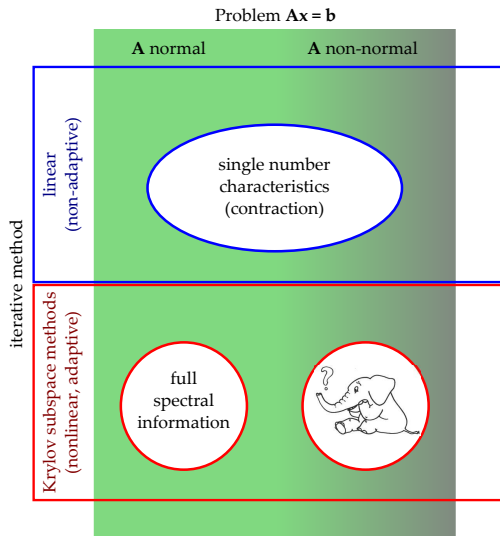 Problem Ax = b
A normal
A non-normal
iterative method
linear
(non-adaptive)
single number
characteristics
(contraction)
Krylov subspace methods
(nonlinear, adaptive)
full
spectral
information
?